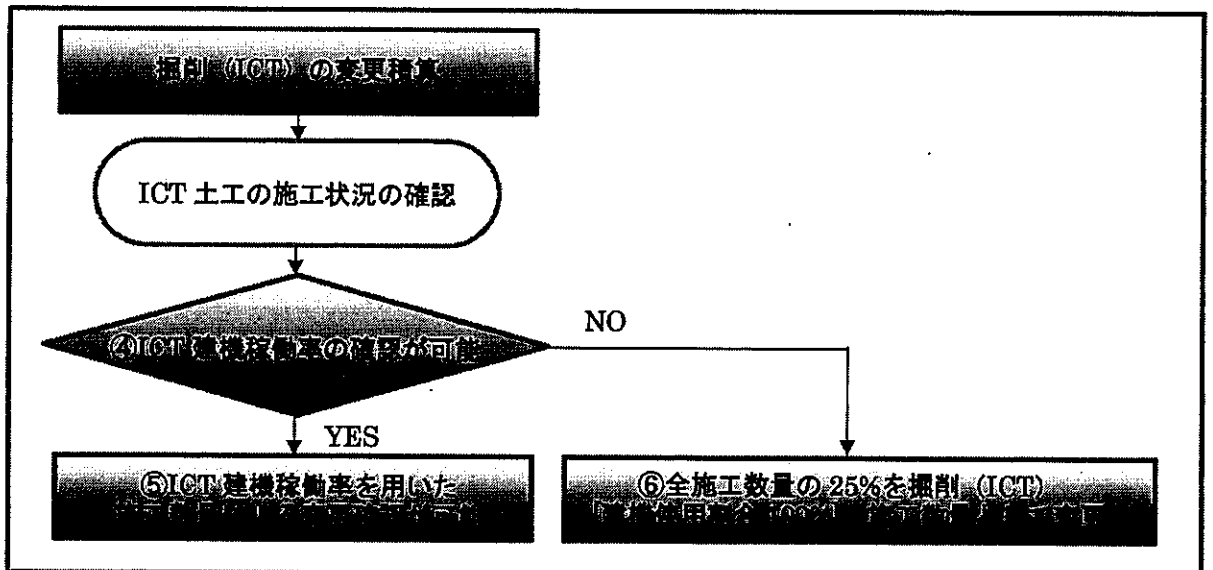 掘削（ICT）の変更積算
ICT 土工の施工状況の確認
④ICT 建機稼働率の確認が可能
NO
YES
⑤ICT 建機稼働率を用いた
⑥全施工数量の 25%を掘削（ICT）